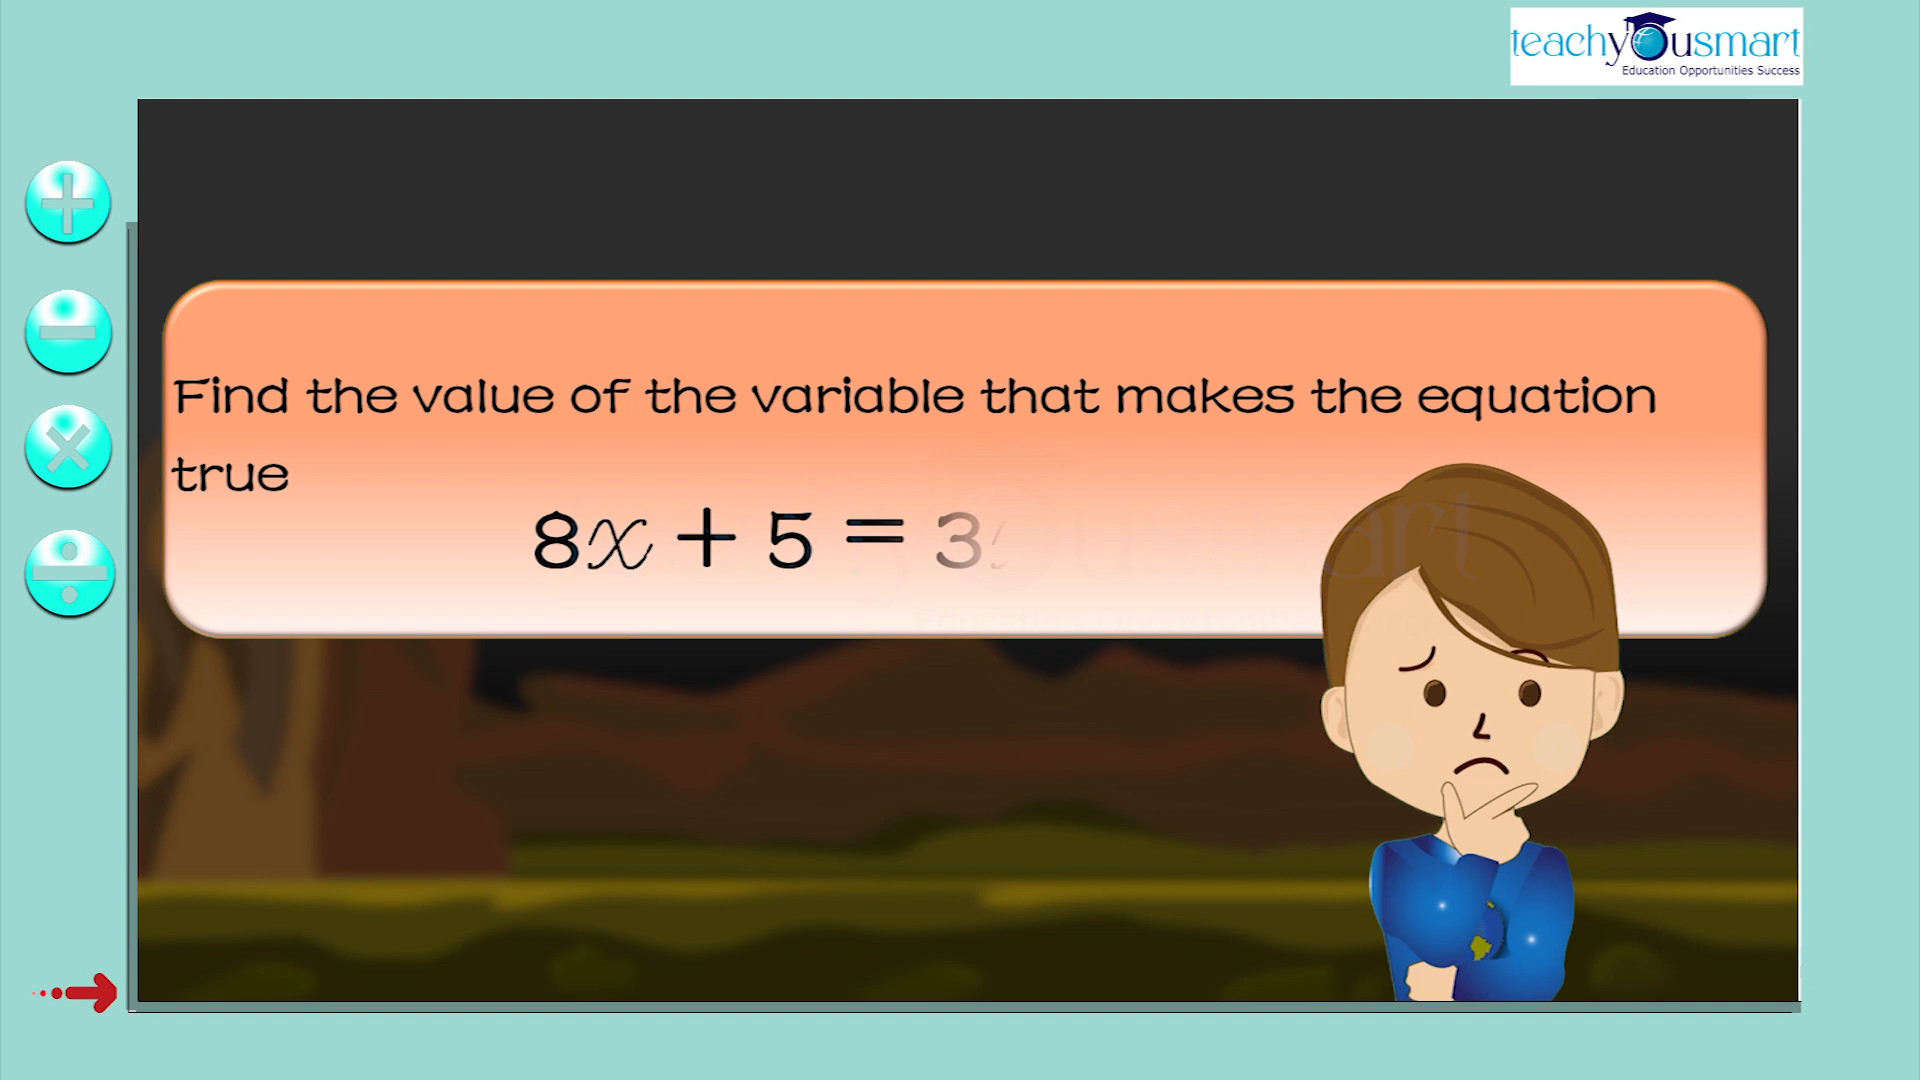 teachyousmart
Education Opportunities Success
Find the value of the variable that makes the equation
true
8x + 5 = 3